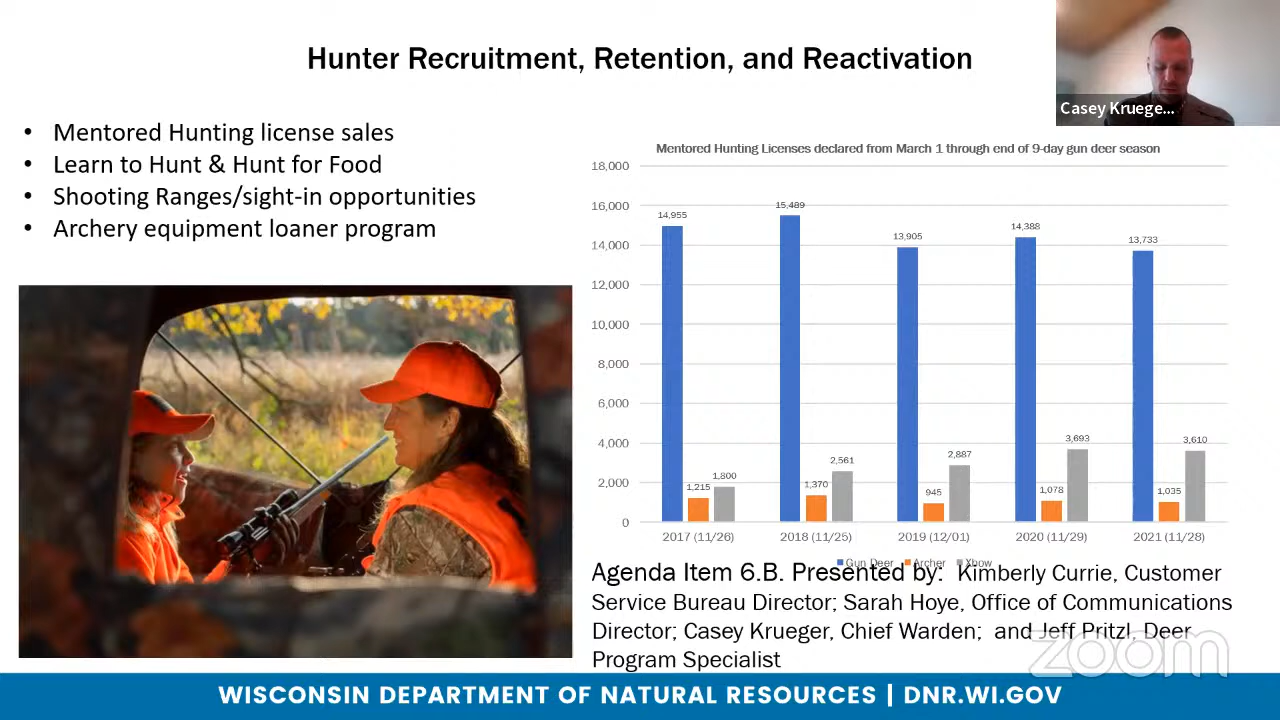 Hunter Recruitment, Retention, and Reactivation
Casey Kruege...
• Mentored Hunting license sales
• Learn to Hunt & Hunt for Food
• Shooting Ranges/sight-in opportunities
• Archery equipment loaner program
Mentored Hunting Licenses declared from March 1 through end of 9-day gun deer season
18,000
16,000
14,000
12,000
10,000
8,000
6,000
4,000
2,000
0
14,955
1,215
1,800
15,489
1,370
2,561
13,905
945
2,887
14,388
1,078
3,693
13,733
1,035
3,610
2017 (11/26) 2018 (11/25) 2019 (12/01) 2020 (11/29) 2021 (11/28)
Gun Deer Archer Xbow
Agenda Item 6.B. Presented by: Kimberly Currie, Customer
Service Bureau Director; Sarah Hoye, Office of Communications
Director; Casey Krueger, Chief Warden; and Jeff Pritzl, Deer
Program Specialist
zoom
WISCONSIN DEPARTMENT OF NATURAL RESOURCES | DNR.WI.GOV